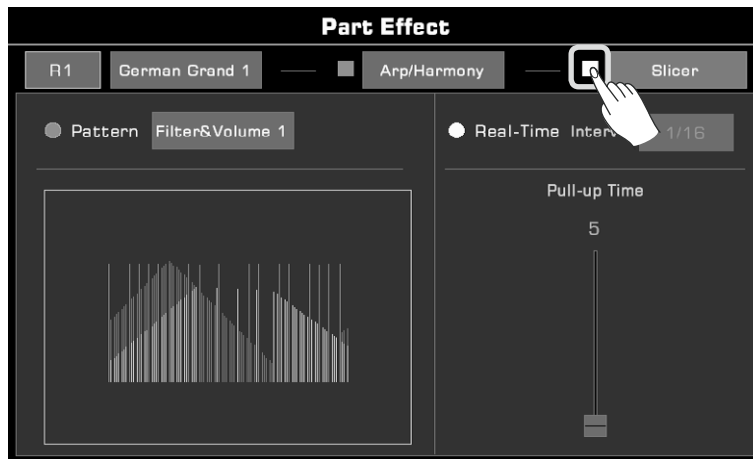 Part Effect
R1 German Grand 1 Arp/Harmony Slicer
Pattern Filter&Volume 1 Real-Time 1/16
Pull-up Time
5